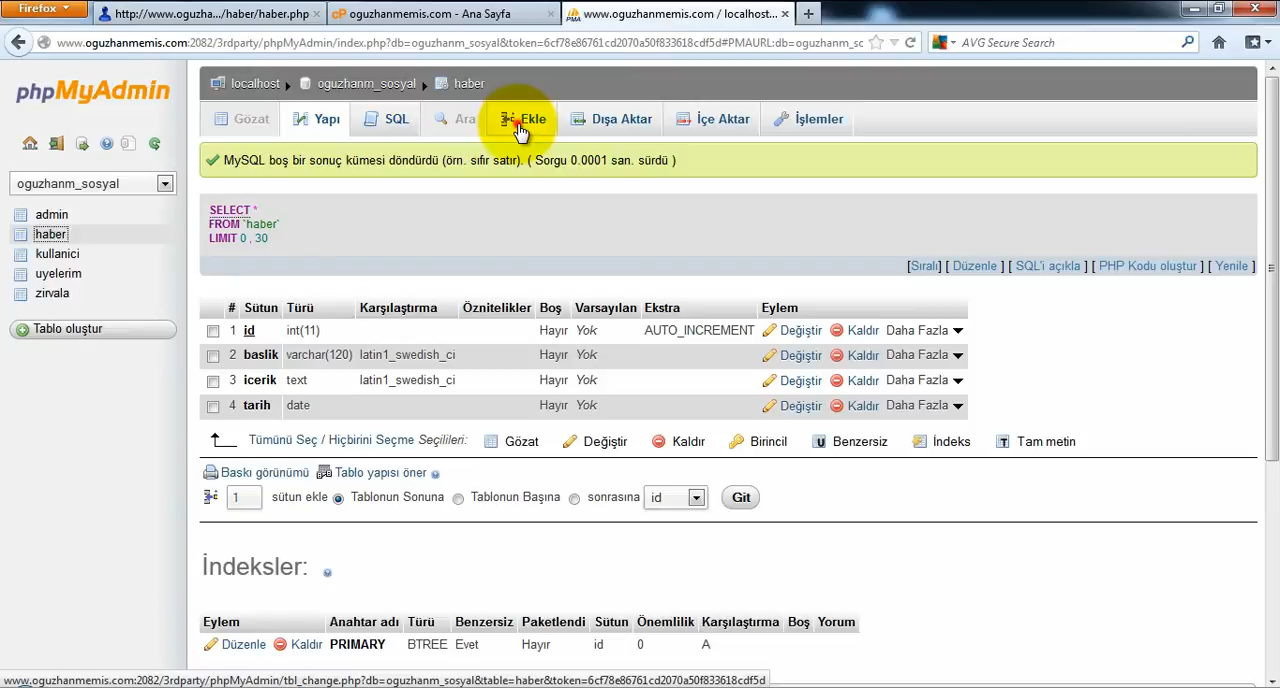 Firefox
http://www.oguzha.../haber/haber.php
oguzhanmemis.com - Ana Sayfa
www.oguzhanmemis.com / localhost...
www.oguzhanmemis.com:2082/3rdparty/phpMyAdmin/index.php?db=oguzhanm_sosyal&token=6cf78e86761cd2070a50f833618cdf5d#PMAURL:db=oguzhanm_sc
AVG Secure Search
phpMyAdmin
oguzhanm_sosyal
admin
haber
kullanici
uyelerim
zirvala
Tablo oluştur
localhost oguzhanm_sosyal haber
Gözat Yapı SQL Ara Ekle Dışa Aktar İçe Aktar İşlemler
MySQL boş bir sonuç kümesi döndürdü (örn. sıfır satır). ( Sorgu 0.0001 san. sürdü )
SELECT *
FROM `haber`
LIMIT 0 , 30
[Sıralı] [ Düzenle ] [ SQL'i açıkla ] [ PHP Kodu oluştur ] [ Yenile ]
# Sütun Türü Karşılaştırma Öznitelikler Boş Varsayılan Ekstra Eylem
1 id int(11) Hayır Yok AUTO_INCREMENT Değiştir Kaldır Daha Fazla
2 baslik varchar(120) latin1_swedish_ci Hayır Yok Değiştir Kaldır Daha Fazla
3 icerik text latin1_swedish_ci Hayır Yok Değiştir Kaldır Daha Fazla
4 tarih date Hayır Yok Değiştir Kaldır Daha Fazla
Tümünü Seç / Hiçbirini Seçme Seçilileri: Gözat Değiştir Kaldır Birincil Benzersiz İndeks Tam metin
Baskı görünümü Tablo yapısı öner
1 sütun ekle Tablonun Sonuna Tablonun Başına sonrasına id Git
İndeksler:
Eylem Anahtar adı Türü Benzersiz Paketlendi Sütun Önemlilik Karşılaştırma Boş Yorum
Düzenle Kaldır PRIMARY BTREE Evet Hayır id 0 A
www.oguzhanmemis.com:2082/3rdparty/phpMyAdmin/tbl_change.php?db=oguzhanm_sosyal&table=haber&token=6cf78e86761cd2070a50f833618cdf5d